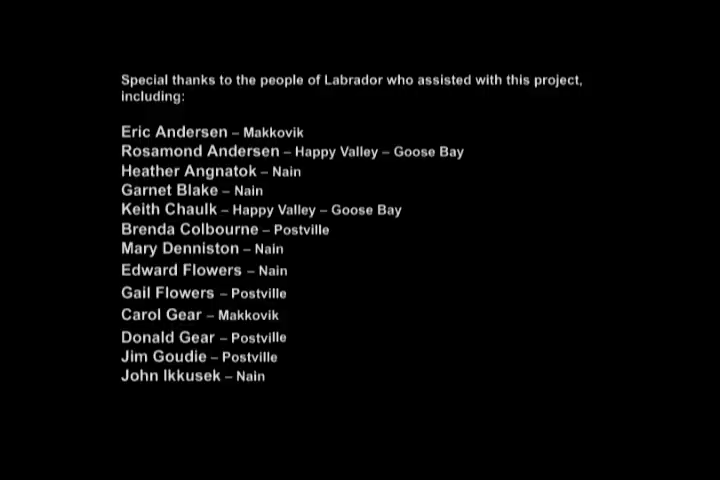 Special thanks to the people of Labrador who assisted with this project,
including:
Eric Andersen – Makkovik
Rosamond Andersen – Happy Valley – Goose Bay
Heather Angnatok – Nain
Garnet Blake – Nain
Keith Chaulk – Happy Valley – Goose Bay
Brenda Colbourne – Postville
Mary Denniston – Nain
Edward Flowers – Nain
Gail Flowers – Postville
Carol Gear – Makkovik
Donald Gear – Postville
Jim Goudie – Postville
John Ikkusek – Nain